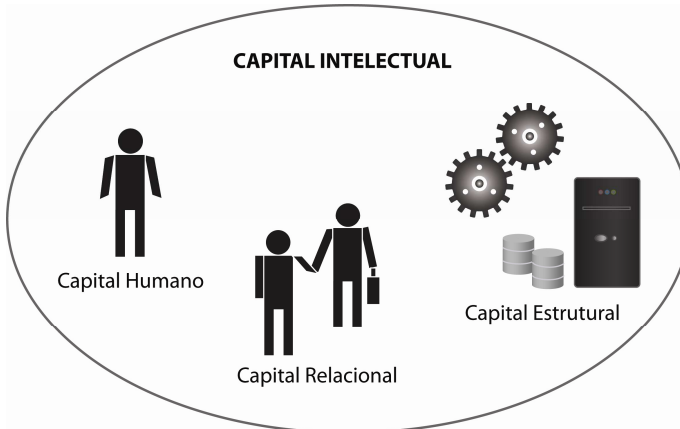 CAPITAL INTELECTUAL
Capital Humano
Capital Estrutural
Capital Relacional